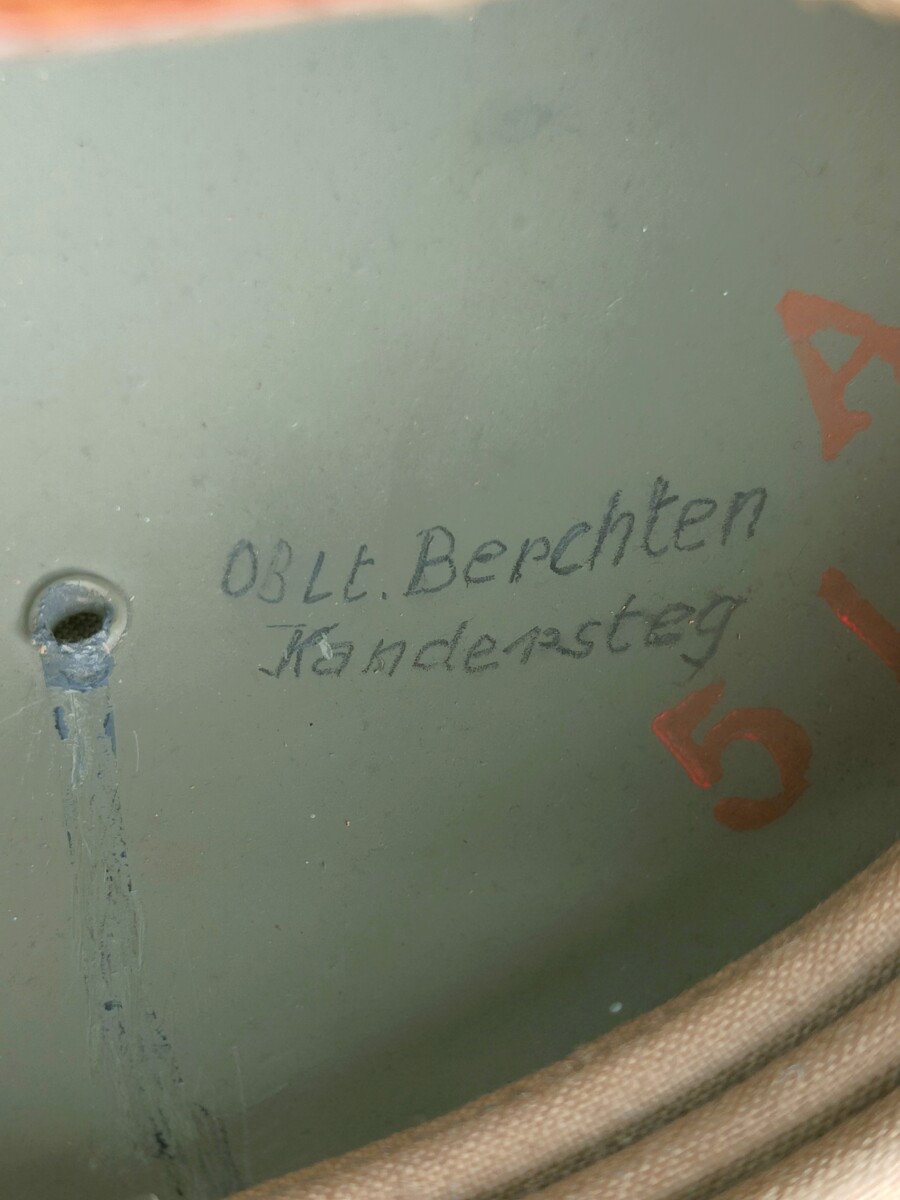 OBLt. Berchten
Kandersteg
A
5